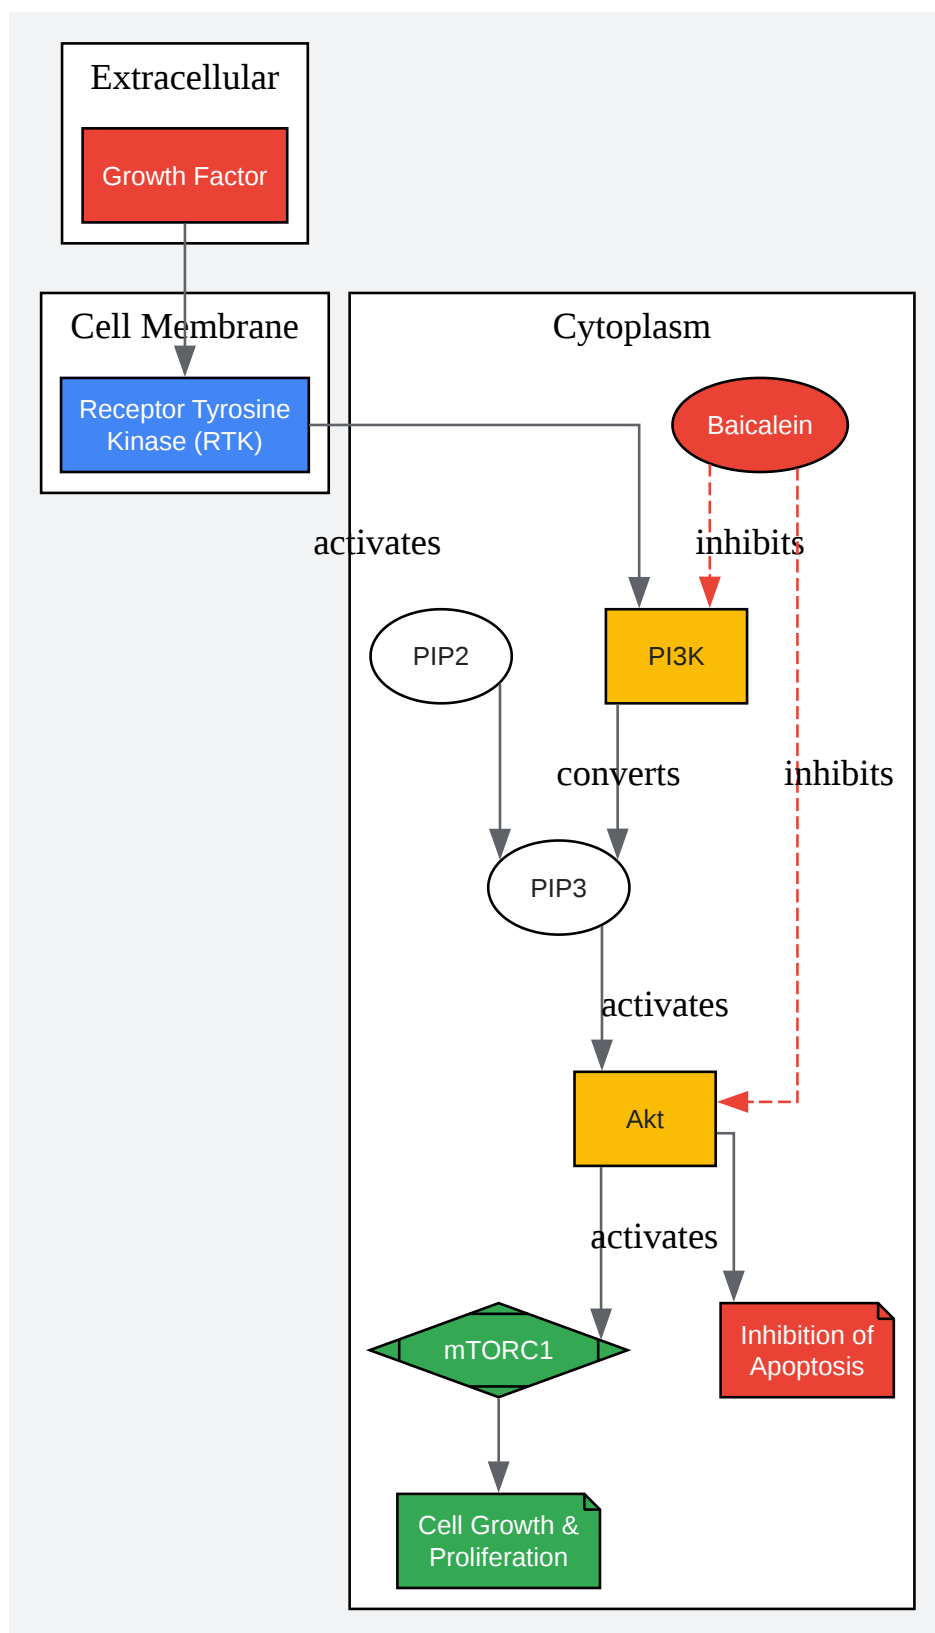 Extracellular
Growth Factor
Cell Membrane
Cytoplasm
Receptor Tyrosine
Kinase (RTK)
Baicalein
activates
inhibits
PIP2
PI3K
converts
inhibits
PIP3
activates
Akt
activates
mTORC1
Inhibition of
Apoptosis
Cell Growth &
Proliferation